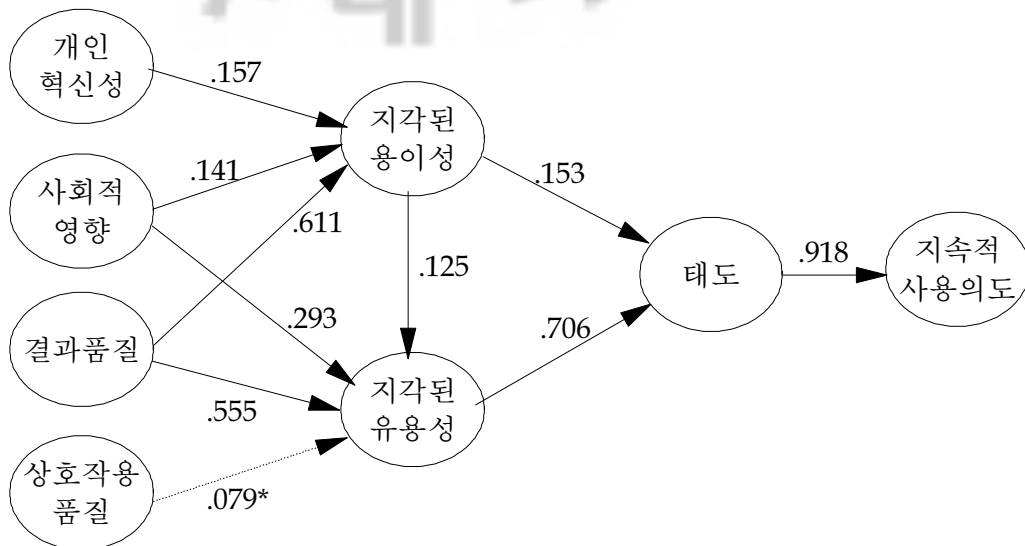 개인
혁신성
.157
지각된
용이성
.141
사회적
영향
.611
.153
.125
태도
.918
지속적
사용의도
.293
.706
결과품질
.555
지각된
유용성
상호작용
품질
.079*